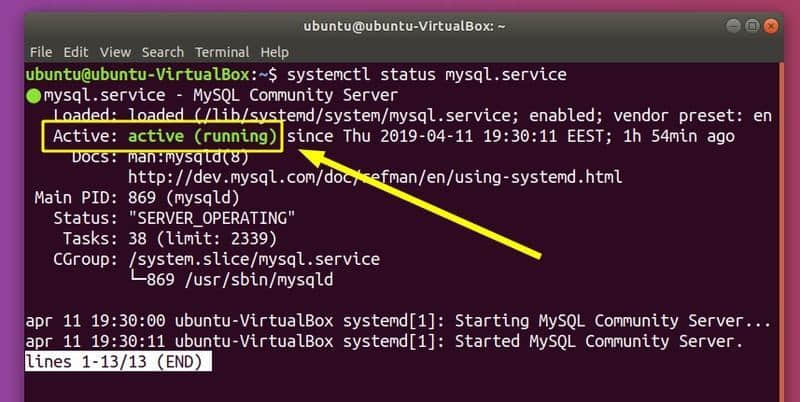 ubuntu@ubuntu-VirtualBox: ~
File Edit View Search Terminal Help
ubuntu@ubuntu-VirtualBox:~$ systemctl status mysql.service
●mysql.service - MySQL Community Server
Loaded: loaded (/lib/systemd/system/mysql.service; enabled; vendor preset: en
Active: active (running) since Thu 2019-04-11 19:30:11 EEST; 1h 54min ago
Docs: man:mysqld(8)
http://dev.mysql.com/doc/refman/en/using-systemd.html
Main PID: 869 (mysqld)
Status: "SERVER_OPERATING"
Tasks: 38 (limit: 2339)
CGroup: /system.slice/mysql.service
└─869 /usr/sbin/mysqld
apr 11 19:30:00 ubuntu-VirtualBox systemd[1]: Starting MySQL Community Server...
apr 11 19:30:11 ubuntu-VirtualBox systemd[1]: Started MySQL Community Server.
lines 1-13/13 (END)